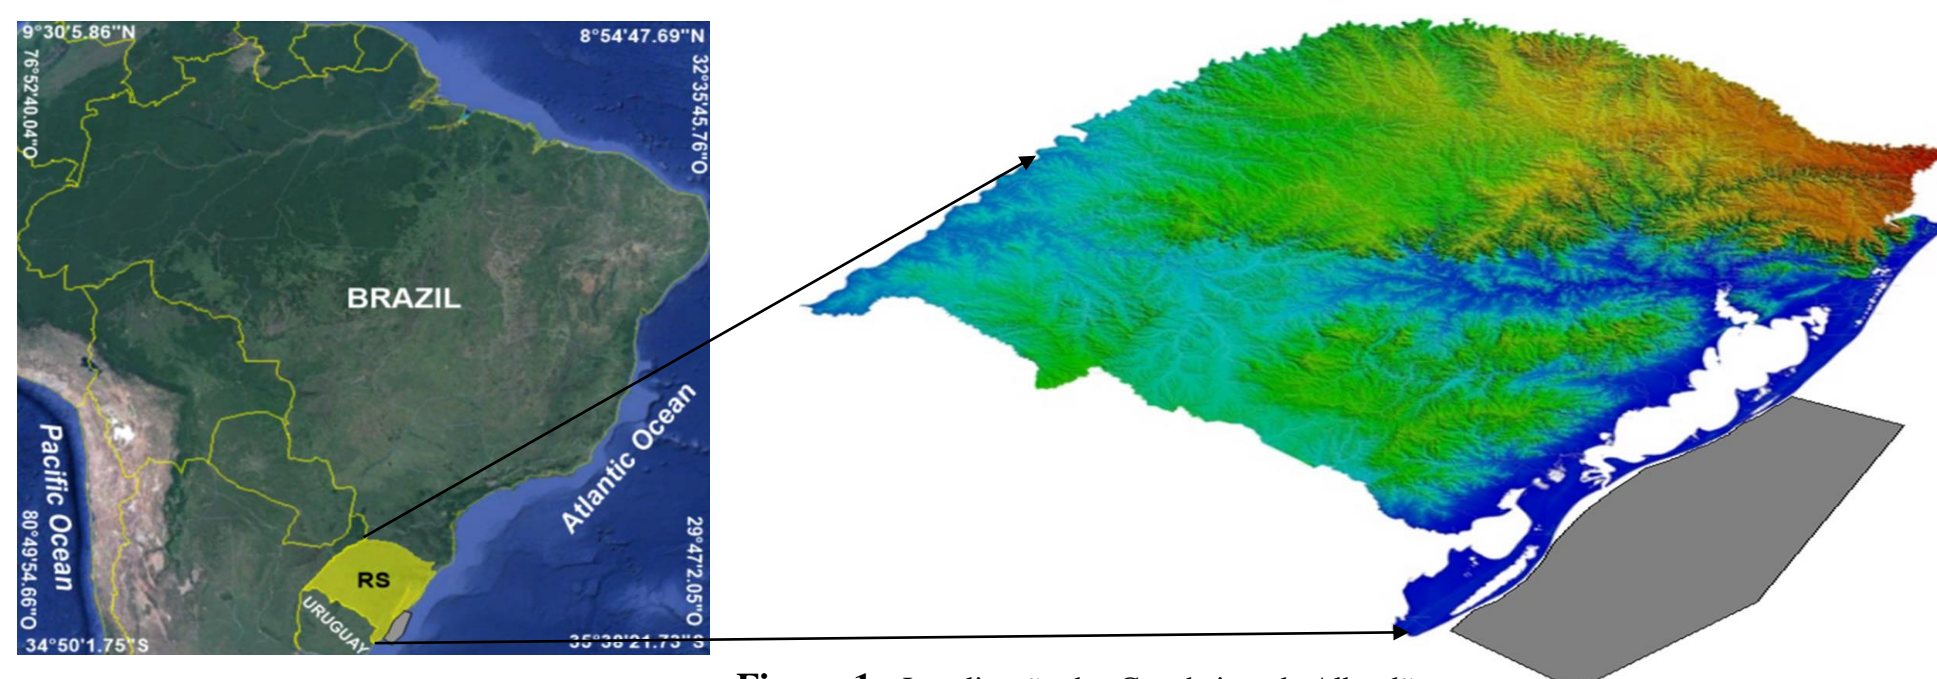 9°30'5.86"N
8°54'47.69"N
76°52'40.04"O
32°35'45.76"O
BRAZIL
Pacific Ocean
Atlantic Ocean
80°49'54.66"O
29°47'2.05"O
RS
URUGUAY
34°50'1.75"S
35°38'21.73"S